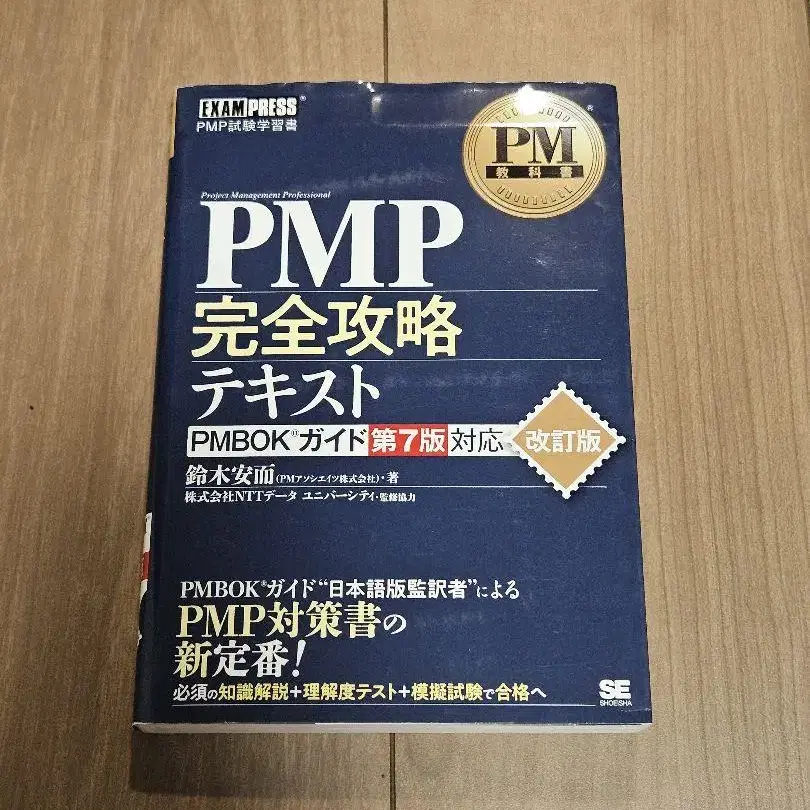 EXAMPRESS®
PMP試験学習書
PM
教科書
®
Project Management Professional
PMP
完全攻略
テキスト
PMBOK®ガイド 第7版 対応 改訂版
鈴木安而(PMアソシエイツ株式会社)・著
株式会社NTTデータ ユニバーシティ・監修協力
PMBOK®ガイド“日本語版監訳者”による
PMP対策書の
新定番!
必須の知識解説+理解度テスト+模擬試験で合格へ
SE
SHOEISHA